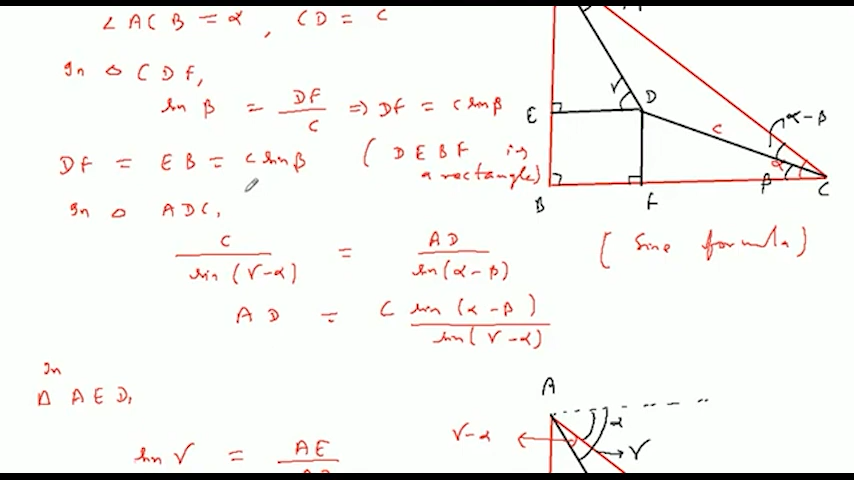 ∠ACB = α , CD = C
In △ CDF,
sin β = DF/C ⇒ DF = C sin β
DF = EB = C sin β ( DEBF is a rectangle)
In △ ADC,
C/sin(γ-α) = AD/sin(α-β) ( Sine formula)
AD = C sin(α-β)/sin(γ-α)
In
△ AED,
sin γ = AE/AD
γ
E
D
C
α-β
α
β
B
F
C
A
α
γ-α
γ